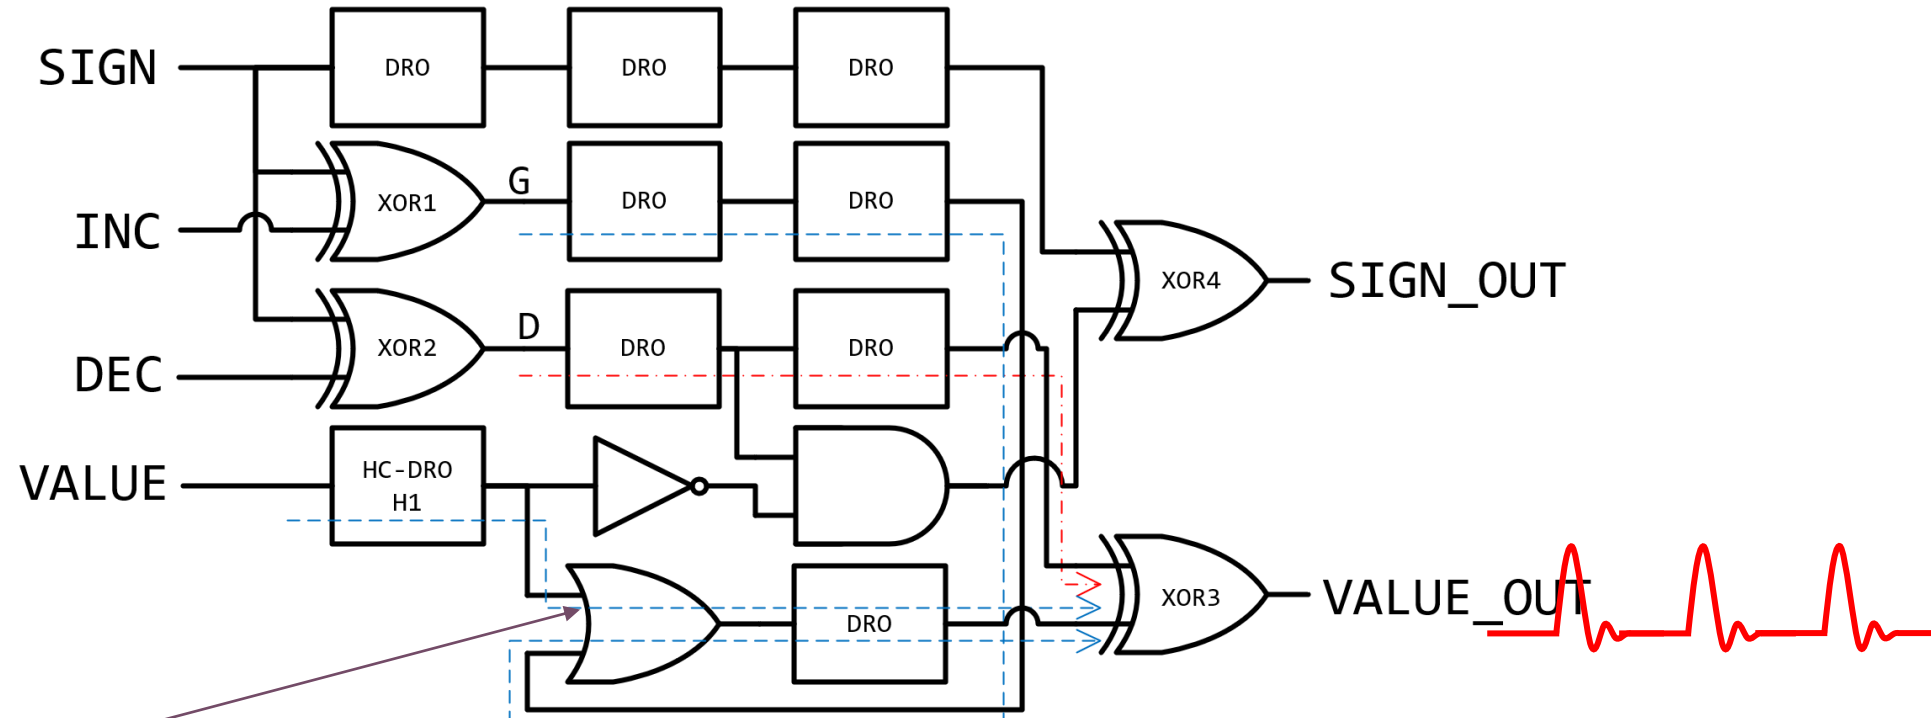 SIGN DRO DRO DRO
XOR1 G DRO DRO
INC
XOR4 SIGN_OUT
XOR2 D DRO DRO
DEC
VALUE HC-DRO
H1
DRO XOR3 VALUE_OUT